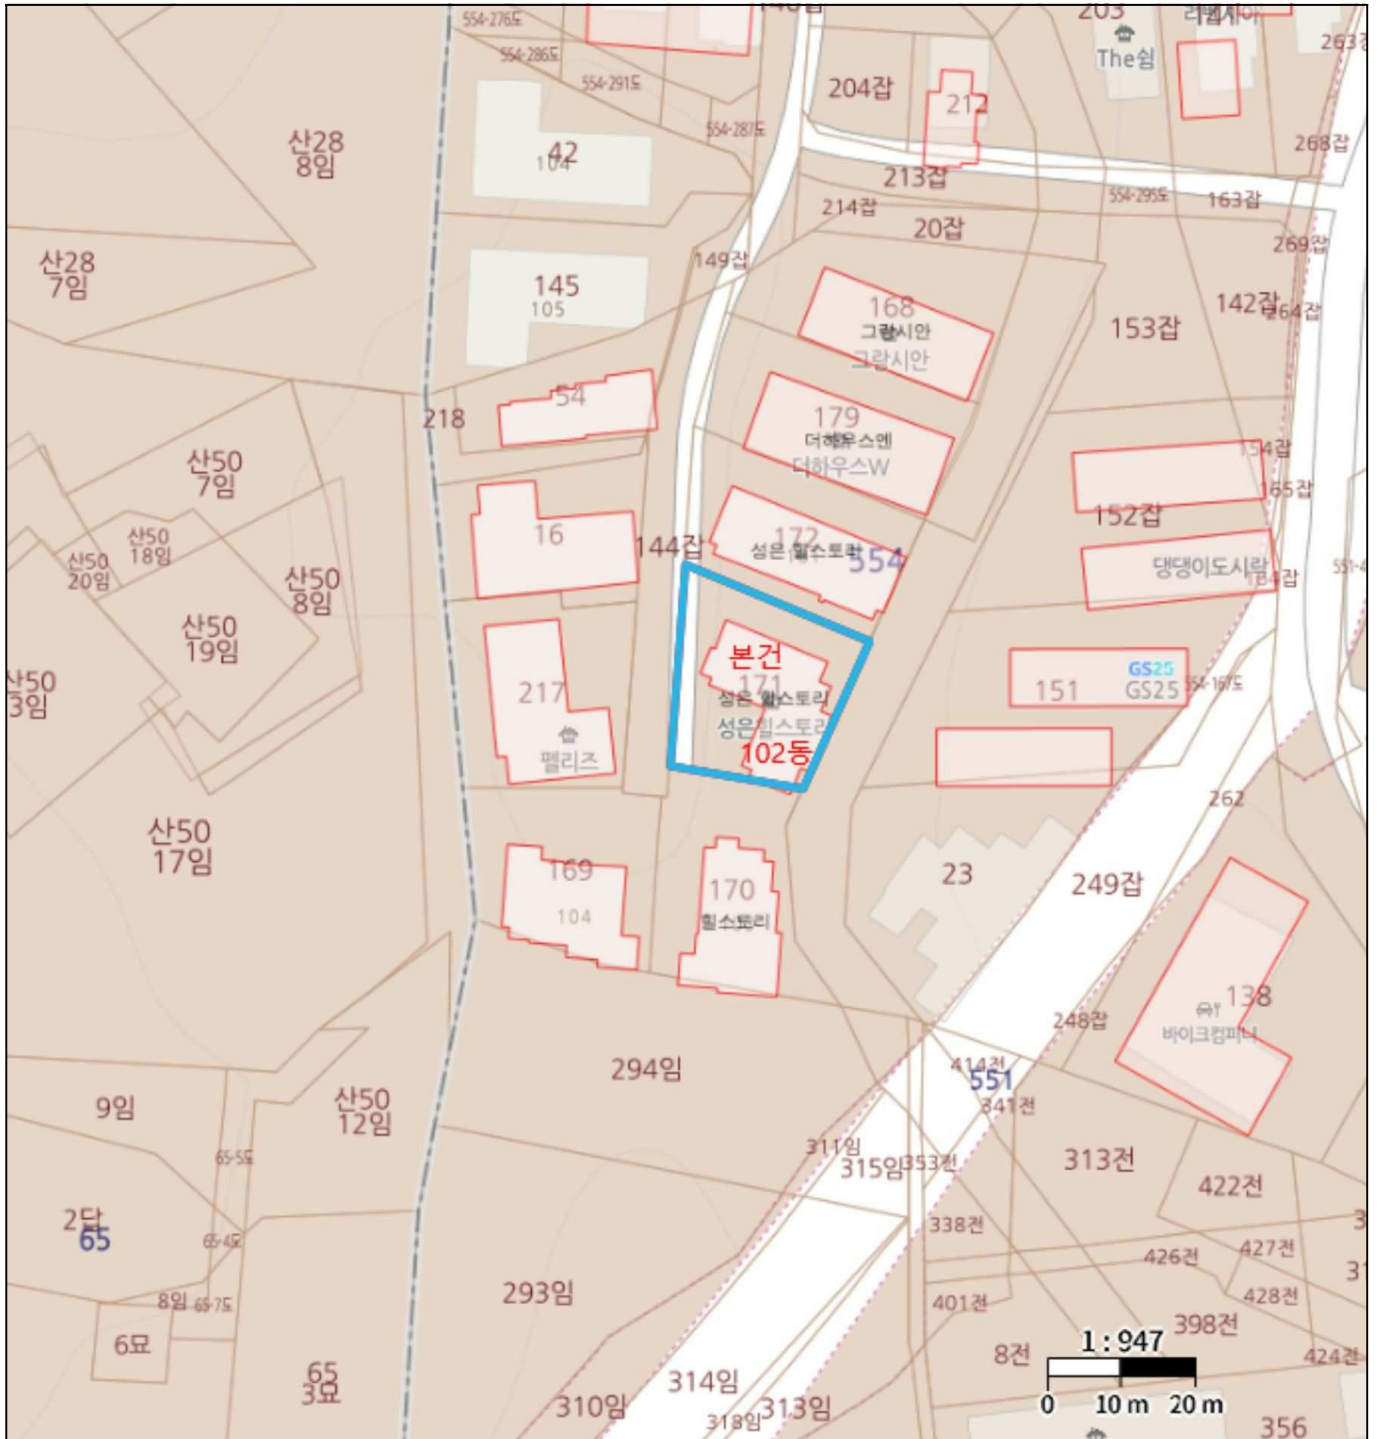 554-276도
203
554-286도
The쉼
554-291도
204잡
212
554-287도
268잡
산28
8임
42
104
213잡
554-295도
163잡
214잡
20잡
269잡
149잡
산28
7임
145
105
168
그랑시안
그랑시안
142잡
264잡
153잡
54
218
179
더하우스엔
더하우스W
154잡
산50
7임
165잡
152잡
16
172
144잡
성은 힐스토리
554
산50
18임
산50
20임
산50
8임
댕댕이도시락
164잡
산50
19임
본건
171
성은 힐스토리
성은힐스토리
102동
217
펠리즈
151
GS25
GS25
554-167도
262
산50
17임
169
104
170
힐스토리
23
249잡
138
바이크컴퍼니
248잡
294임
414전
551
341전
9임
산50
12임
65-5도
311임
315임
353전
313전
422전
2답
65
65-4도
338전
426전
427전
293임
8임
65-7도
401전
428전
398전
6묘
8전
424전
65
3묘
314임
310임
318임
313임
1 : 947
0
10 m
20 m
356